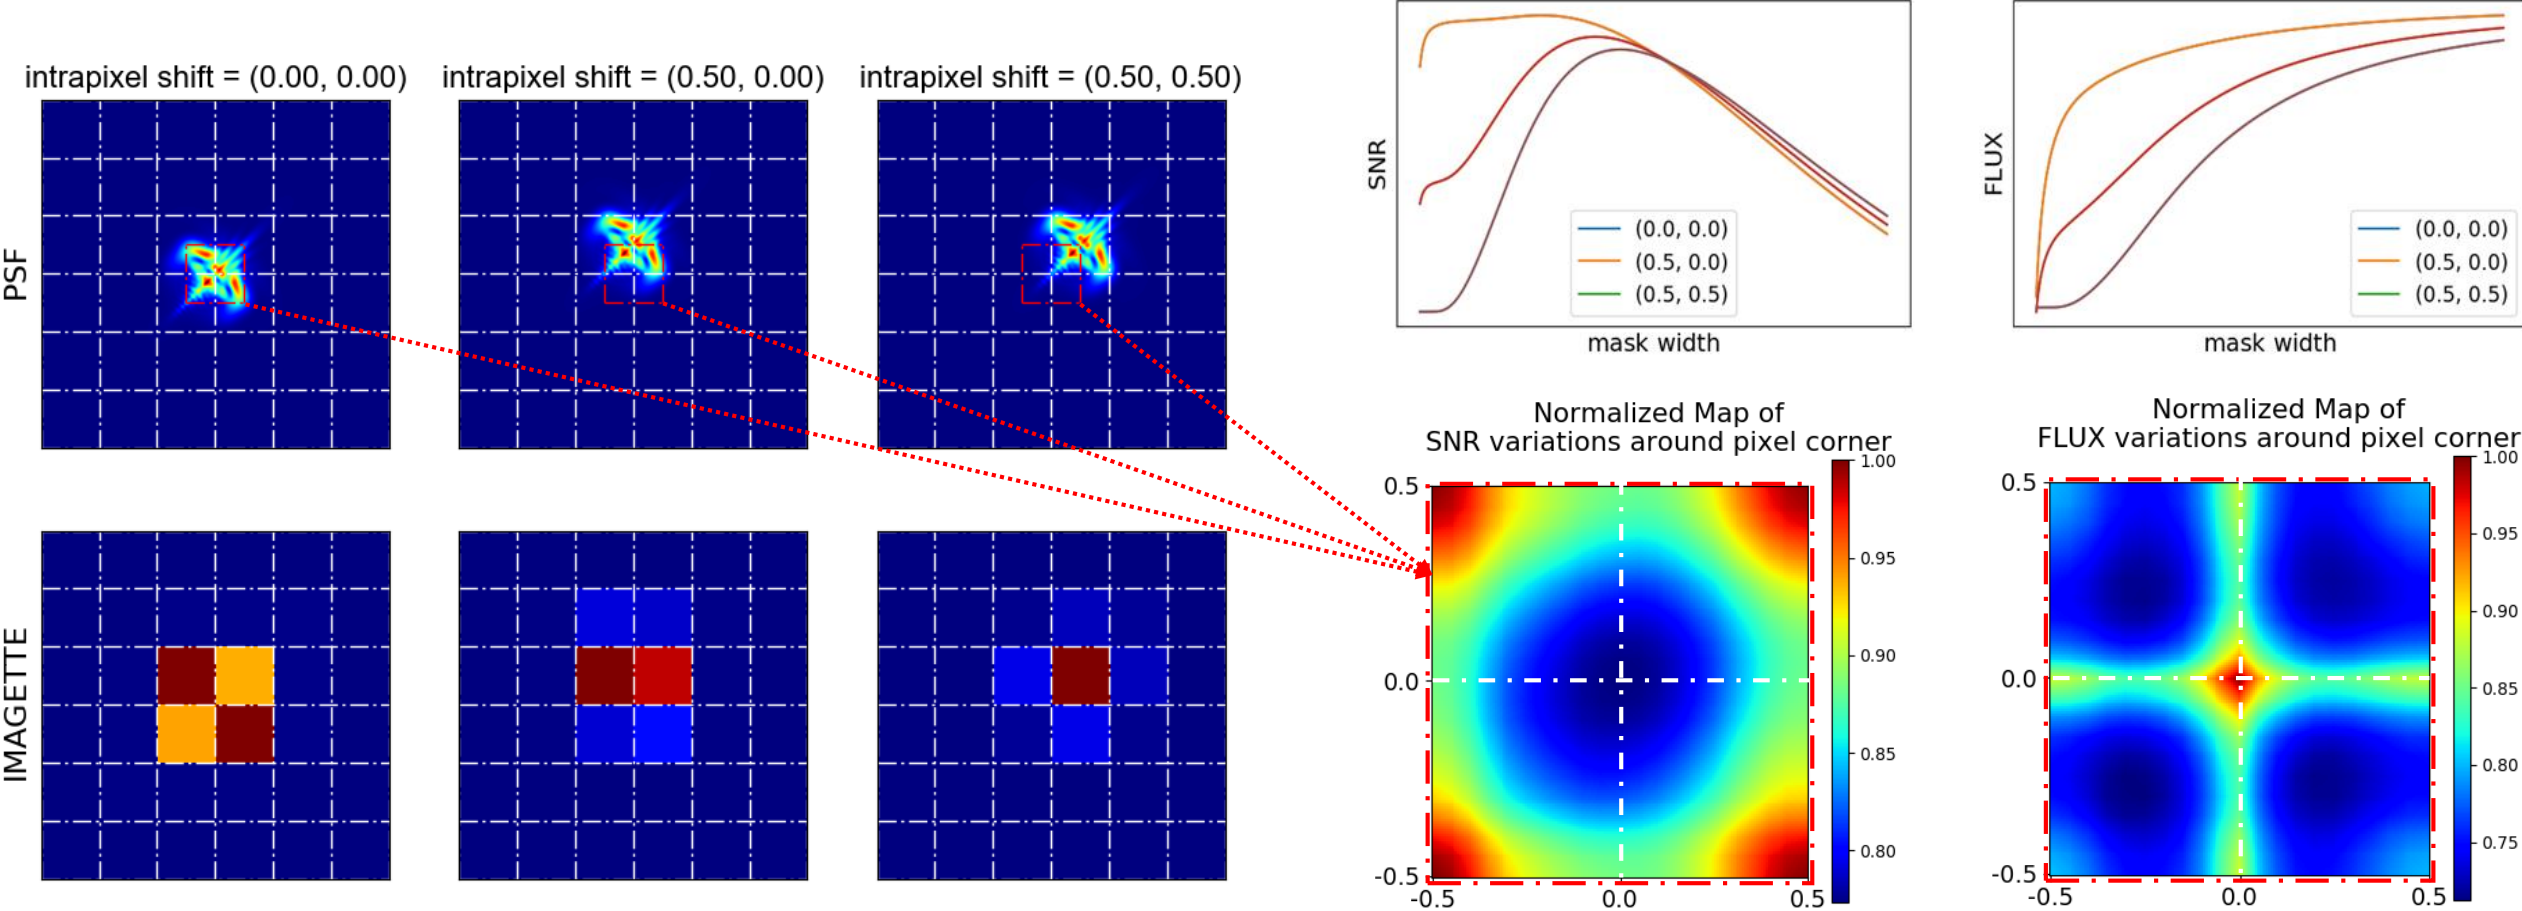 intrapixel shift = (0.00, 0.00)
intrapixel shift = (0.50, 0.00)
intrapixel shift = (0.50, 0.50)
PSF
IMAGETTE
SNR
(0.0, 0.0)
(0.5, 0.0)
(0.5, 0.5)
mask width
FLUX
(0.0, 0.0)
(0.5, 0.0)
(0.5, 0.5)
mask width
Normalized Map of
SNR variations around pixel corner
0.5
0.0
-0.5
-0.5
0.0
0.5
1.00
0.95
0.90
0.85
0.80
Normalized Map of
FLUX variations around pixel corner
0.5
0.0
-0.5
-0.5
0.0
0.5
1.00
0.95
0.90
0.85
0.80
0.75